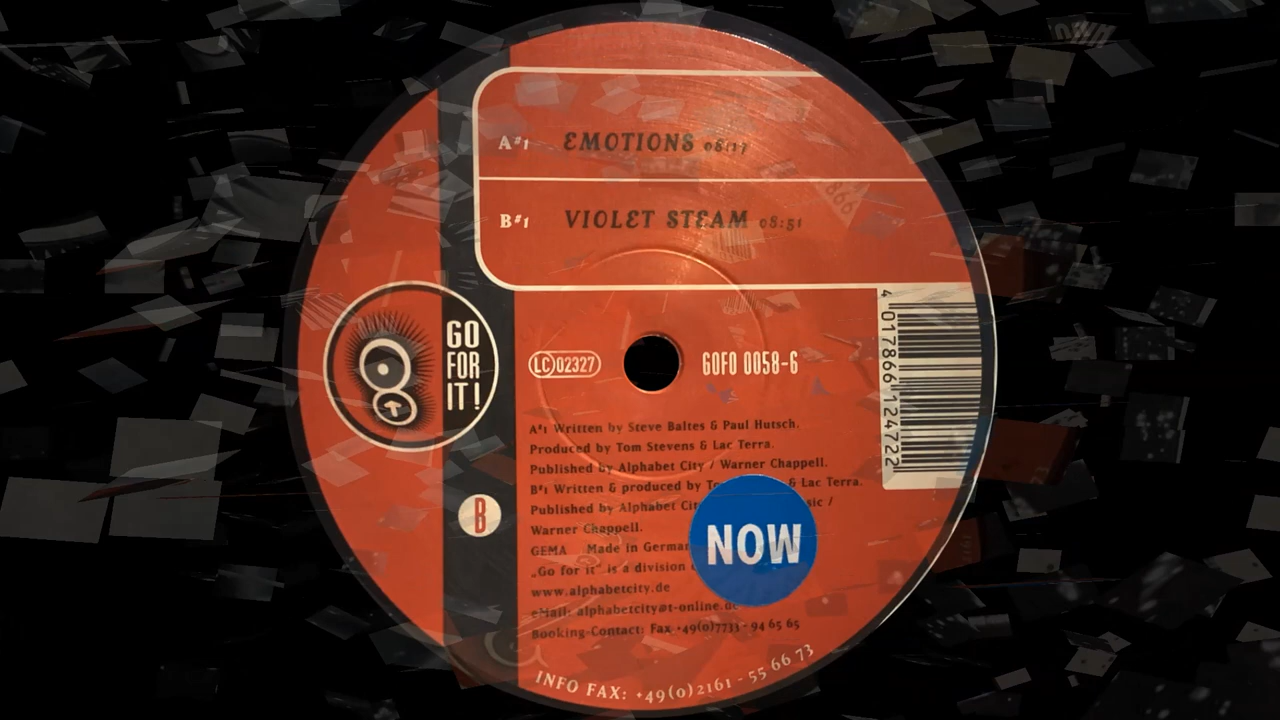 A#1 EMOTIONS 08:17
B#1 VIOLET STEAM 08:51
GO
FOR
IT!
LC 02327
GOFO 0058-6
4 017866 124722
A#1 Written by Steve Baltes & Paul Hutsch.
Produced by Tom Stevens & Lac Terra.
Published by Alphabet City / Warner Chappell.
B#1 Written & produced by & Lac Terra.
Published by Alphabet /
Warner Chappell.
GEMA Made in
„Go for it" is a division
www.alphabetcity.de
eMail: alphabetcity@t-online.de
Booking-Contact: Fax +49(0)7733 - 94 65 65
B
NOW
INFO FAX: +49(0)2161 - 55 66 73